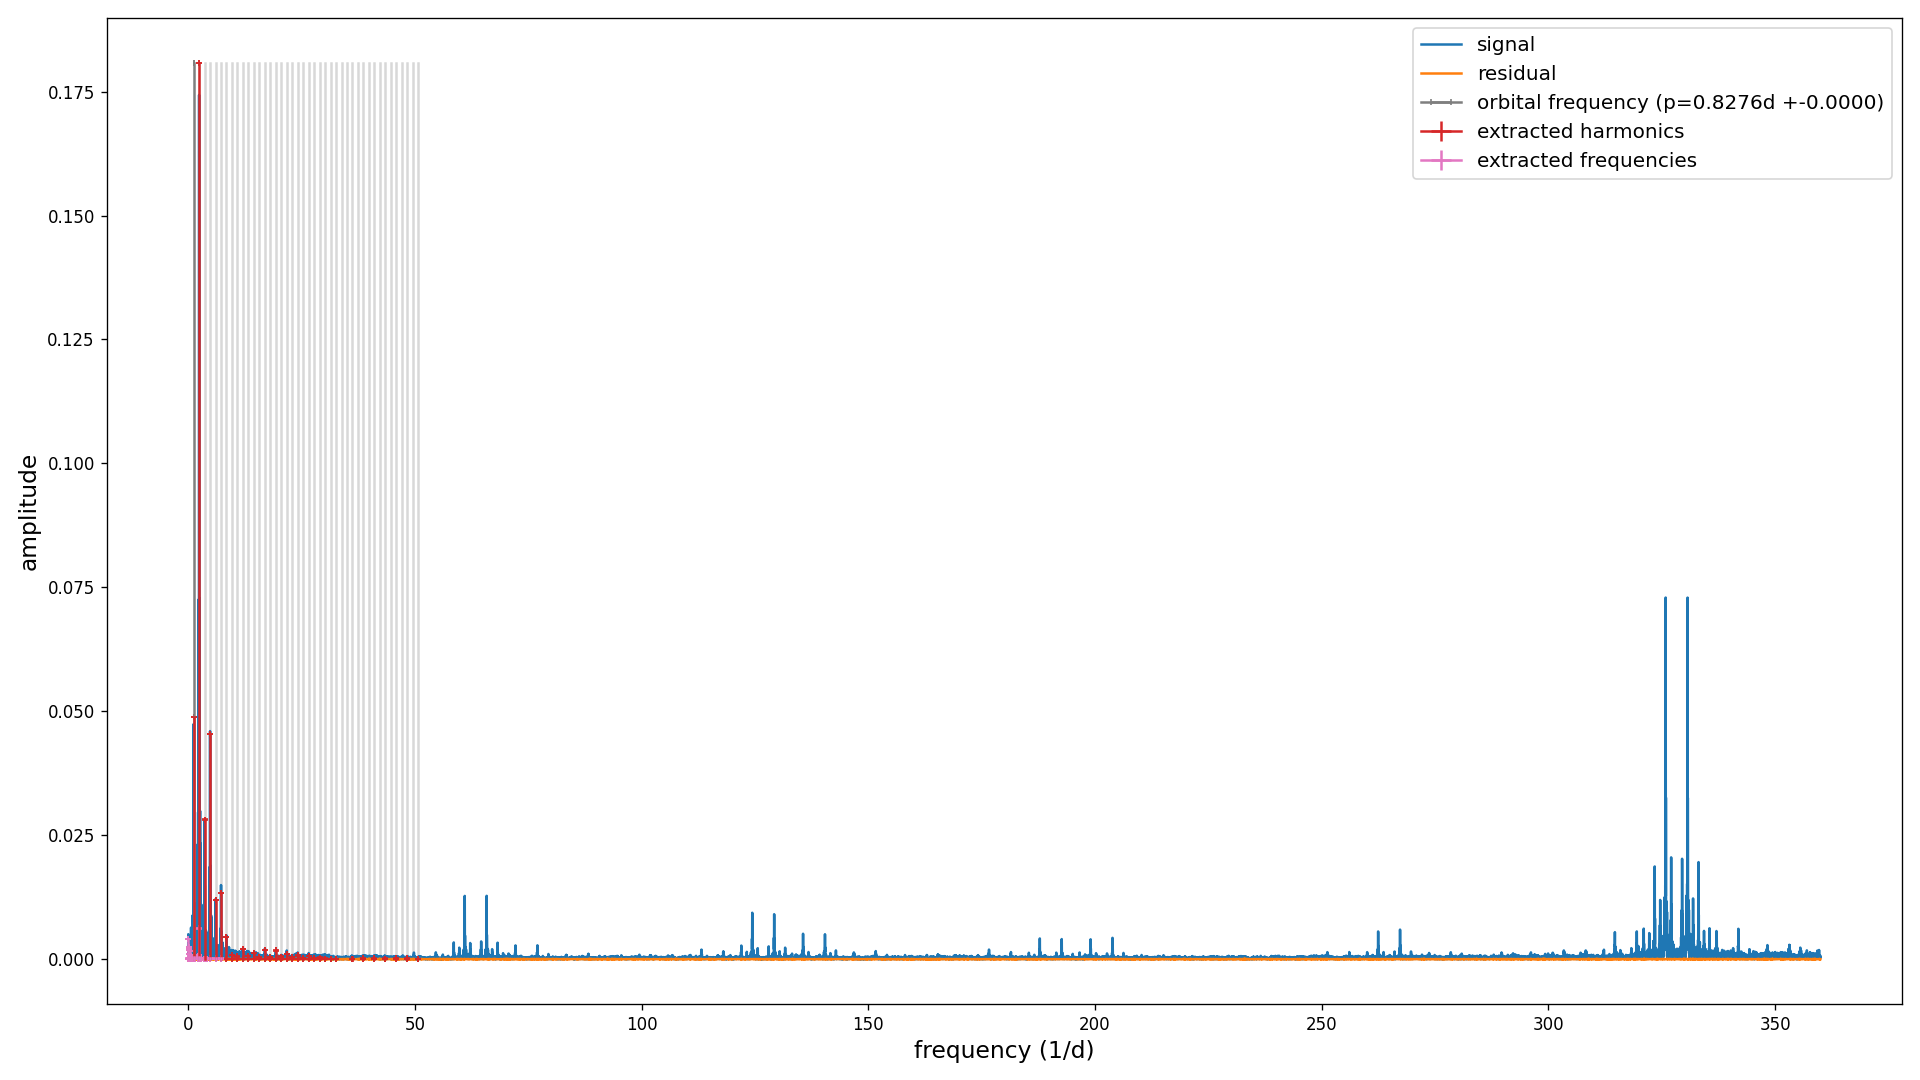 signal
residual
orbital frequency (p=0.8276d +-0.0000)
extracted harmonics
extracted frequencies
0.175
0.150
0.125
0.100
0.075
0.050
0.025
0.000
amplitude
0 50 100 150 200 250 300 350
frequency (1/d)